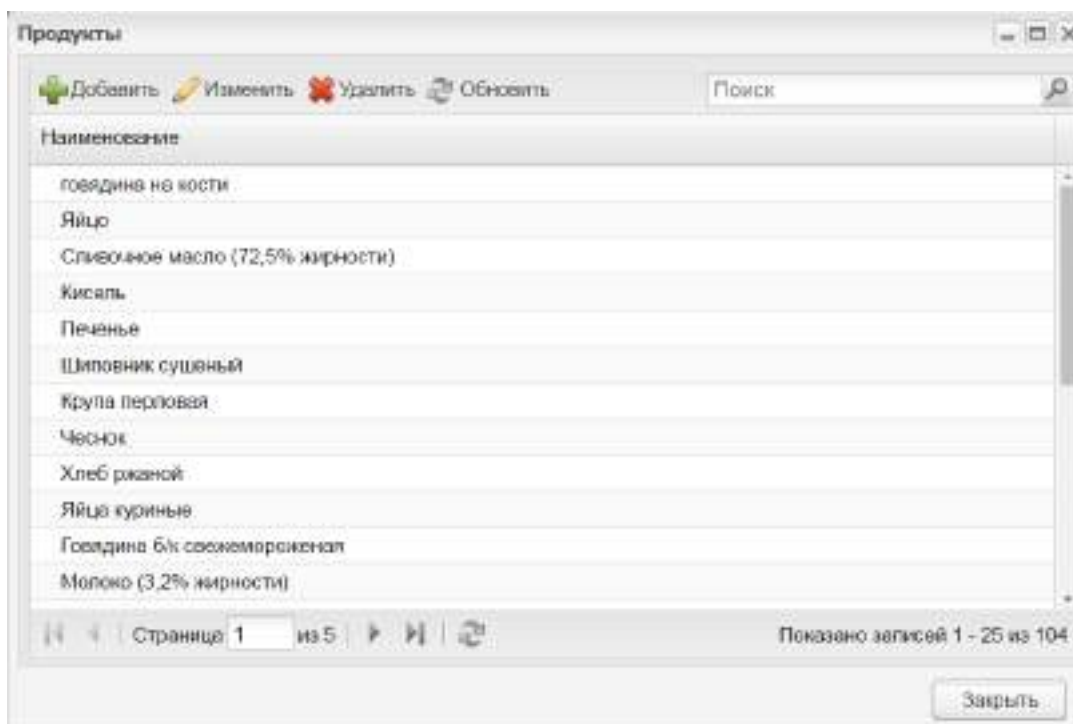 Продукты
Добавить Изменить Удалить Обновить Поиск
Наименование
говядина на кости
Яйцо
Сливочное масло (72,5% жирности)
Кисель
Печенье
Шиповник сушеный
Крупа перловая
Чеснок
Хлеб ржаной
Яйца куриные
Говядина б/к свежемороженая
Молоко (3,2% жирности)
Страница 1 из 5 Показано записей 1 - 25 из 104
Закрыть